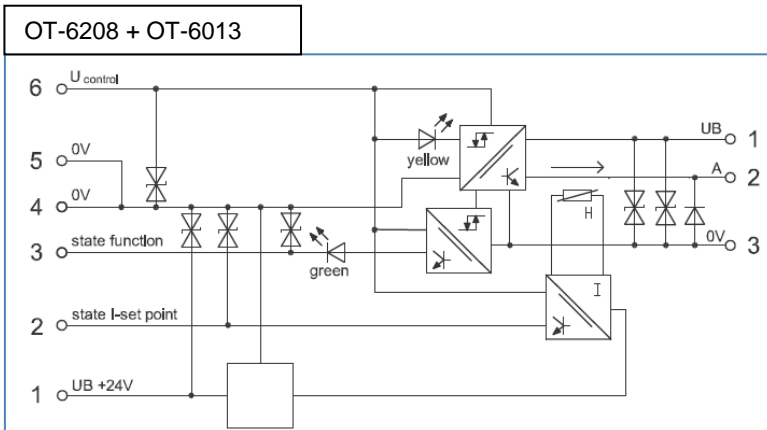 OT-6208 + OT-6013
6 U control
5 0V
4 0V
3 state function
2 state I-set point
1 UB +24V
yellow
green
H
I
UB 1
A 2
0V 3